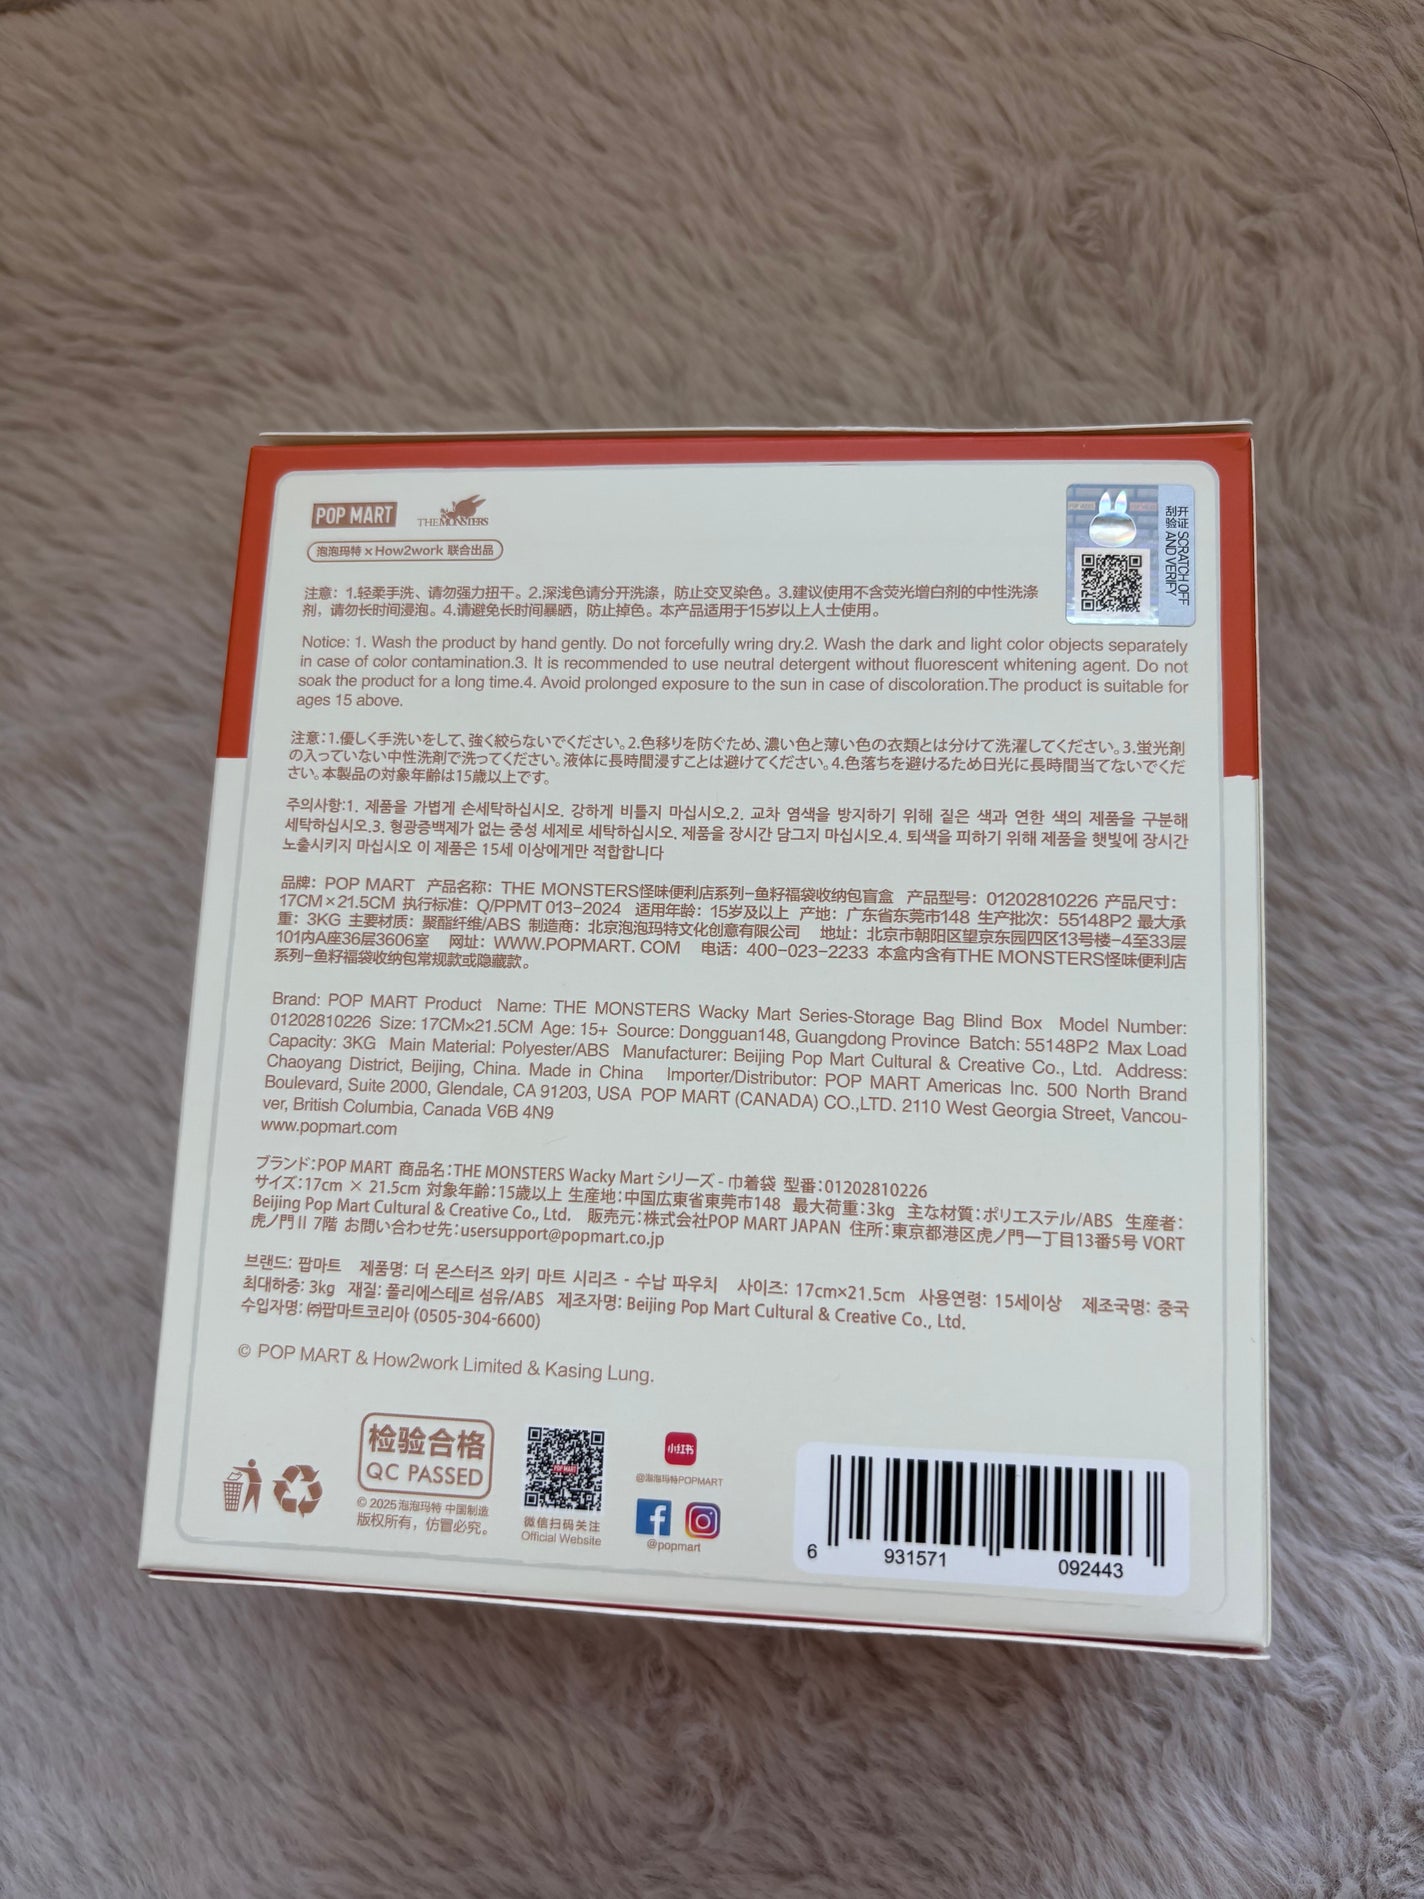 POP MART
THE MONSTERS
泡泡玛特 x How2work 联合出品
开 SCRATCH OFF
刮 验 证 AND VERIFY
注意：1.轻柔手洗、请勿强力扭干。2.深浅色请分开洗涤，防止交叉染色。3.建议使用不含荧光增白剂的中性洗涤
剂，请勿长时间浸泡。4.请避免长时间暴晒，防止掉色。本产品适用于15岁以上人士使用。
Notice: 1. Wash the product by hand gently. Do not forcefully wring dry.2. Wash the dark and light color objects separately
in case of color contamination.3. It is recommended to use neutral detergent without fluorescent whitening agent. Do not
soak the product for a long time.4. Avoid prolonged exposure to the sun in case of discoloration.The product is suitable for
ages 15 above.
注意：1.優しく手洗いをして、強く絞らないでください。2.色移りを防ぐため、濃い色と薄い色の衣類とは分けて洗濯してください。3.蛍光剤
の入っていない中性洗剤で洗ってください。液体に長時間浸すことは避けてください。4.色落ちを避けるため日光に長時間当てないでくだ
さい。本製品の対象年齢は15歳以上です。
주의사항:1. 제품을 가볍게 손세탁하십시오. 강하게 비틀지 마십시오.2. 교차 염색을 방지하기 위해 짙은 색과 연한 색의 제품을 구분해
세탁하십시오.3. 형광증백제가 없는 중성 세제로 세탁하십시오. 제품을 장시간 담그지 마십시오.4. 퇴색을 피하기 위해 제품을 햇빛에 장시간
노출시키지 마십시오 이 제품은 15세 이상에게만 적합합니다
品牌：POP MART 产品名称：THE MONSTERS怪味便利店系列-鱼籽福袋收纳包盲盒 产品型号：01202810226 产品尺寸：
17CM×21.5CM 执行标准：Q/PPMT 013-2024 适用年龄：15岁及以上 产地：广东省东莞市148 生产批次：55148P2 最大承
重：3KG 主要材质：聚酯纤维/ABS 制造商：北京泡泡玛特文化创意有限公司 地址：北京市朝阳区望京东园四区13号楼-4至33层
101内A座36层3606室 网址：WWW.POPMART. COM 电话：400-023-2233 本盒内含有THE MONSTERS怪味便利店
系列-鱼籽福袋收纳包常规款或隐藏款。
Brand: POP MART Product Name: THE MONSTERS Wacky Mart Series-Storage Bag Blind Box Model Number:
01202810226 Size: 17CM×21.5CM Age: 15+ Source: Dongguan148, Guangdong Province Batch: 55148P2 Max Load
Capacity: 3KG Main Material: Polyester/ABS Manufacturer: Beijing Pop Mart Cultural & Creative Co., Ltd. Address:
Chaoyang District, Beijing, China. Made in China Importer/Distributor: POP MART Americas Inc. 500 North Brand
Boulevard, Suite 2000, Glendale, CA 91203, USA POP MART (CANADA) CO.,LTD. 2110 West Georgia Street, Vancou-
ver, British Columbia, Canada V6B 4N9
www.popmart.com
ブランド：POP MART 商品名：THE MONSTERS Wacky Mart シリーズ - 巾着袋 型番：01202810226
サイズ：17cm × 21.5cm 対象年齢：15歳以上 生産地：中国広東省東莞市148 最大荷重：3kg 主な材質：ポリエステル/ABS 生産者：
Beijing Pop Mart Cultural & Creative Co., Ltd. 販売元：株式会社POP MART JAPAN 住所：東京都港区虎ノ門一丁目13番5号 VORT
虎ノ門II 7階 お問い合わせ先：usersupport@popmart.co.jp
브랜드: 팝마트 제품명: 더 몬스터즈 와키 마트 시리즈 - 수납 파우치 사이즈: 17cm×21.5cm 사용연령: 15세이상 제조국명: 중국
최대하중: 3kg 재질: 폴리에스테르 섬유/ABS 제조자명: Beijing Pop Mart Cultural & Creative Co., Ltd.
수입자명: ㈜팝마트코리아 (0505-304-6600)
© POP MART & How2work Limited & Kasing Lung.
检验合格
QC PASSED
© 2025 泡泡玛特 中国制造
版权所有，仿冒必究。
POP MART
微信扫码关注
Official Website
小红书
@泡泡玛特POPMART
@popmart
6 931571 092443